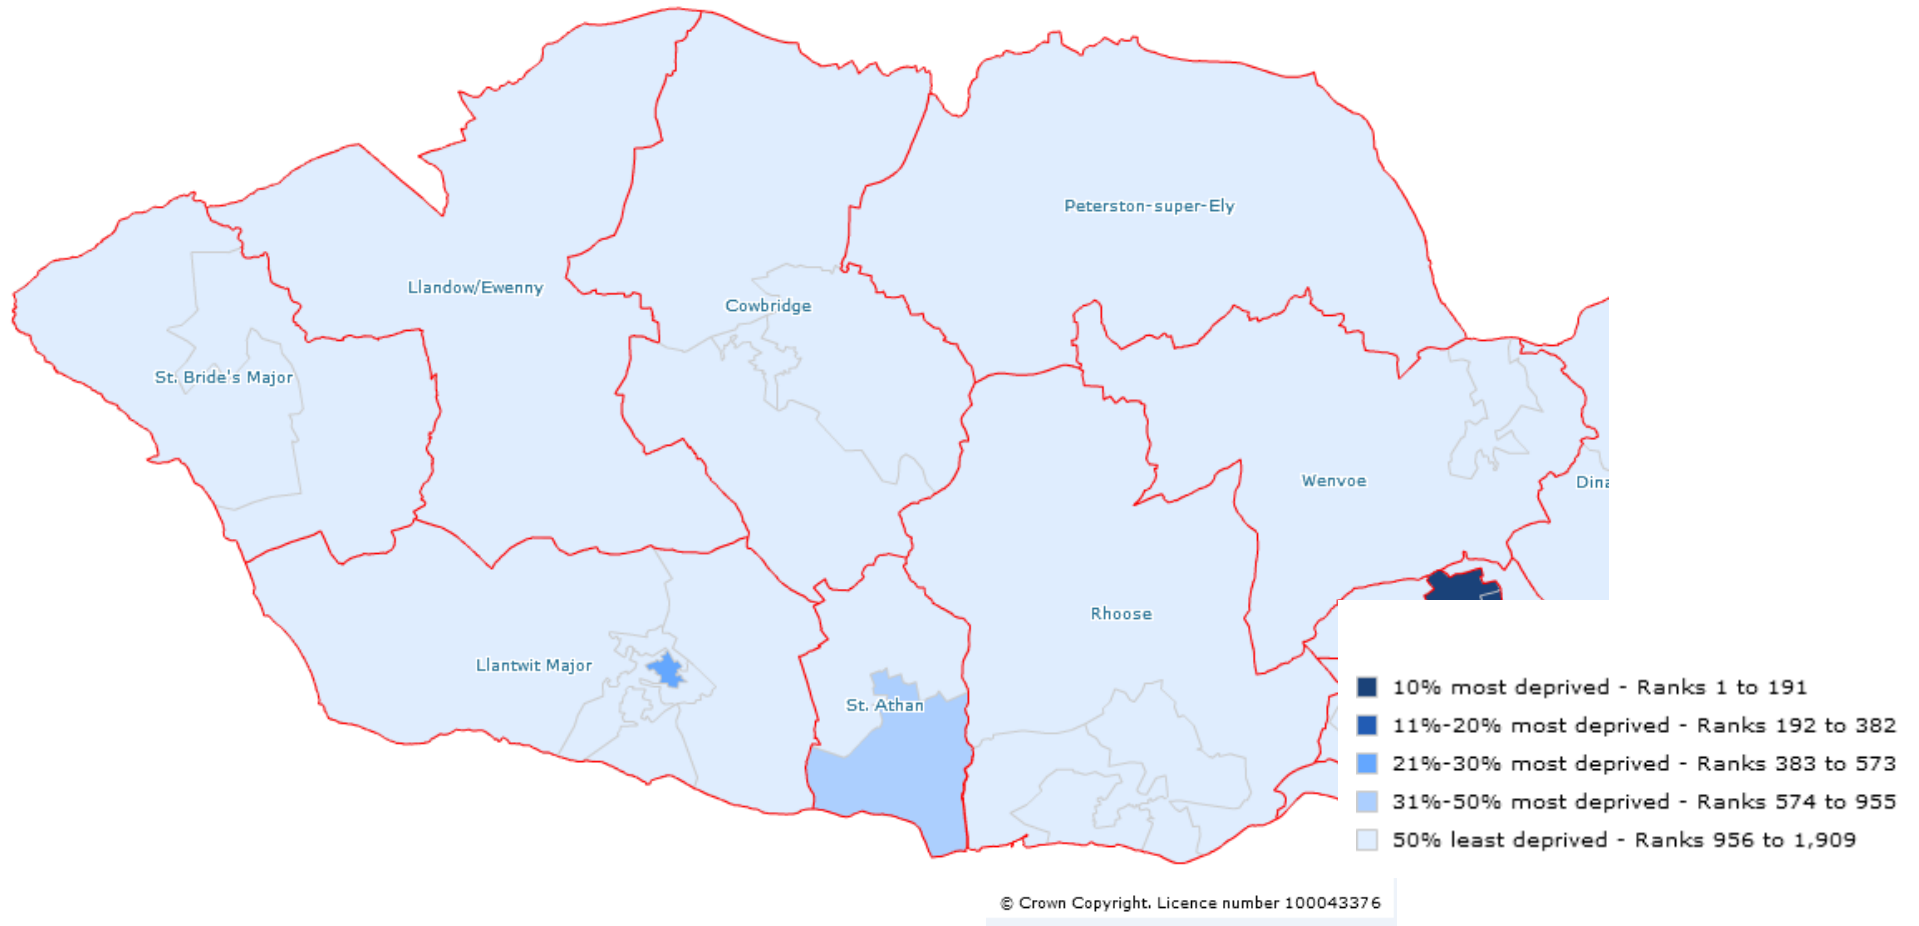 Peterston-super-Ely
Llandow/Ewenny
Cowbridge
St. Bride's Major
Wenvoe
Dina
Rhoose
Llantwit Major
St. Athan
10% most deprived - Ranks 1 to 191
11%-20% most deprived - Ranks 192 to 382
21%-30% most deprived - Ranks 383 to 573
31%-50% most deprived - Ranks 574 to 955
50% least deprived - Ranks 956 to 1,909
© Crown Copyright. Licence number 100043376